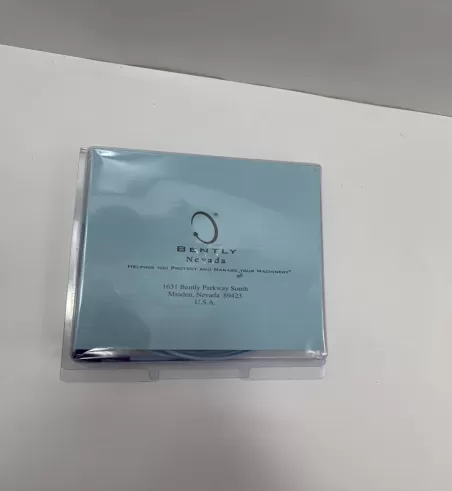 BENTLY
Nevada
HELPING YOU PROTECT AND MANAGE YOUR MACHINERY®
1631 Bently Parkway South
Minden, Nevada 89423
U.S.A.